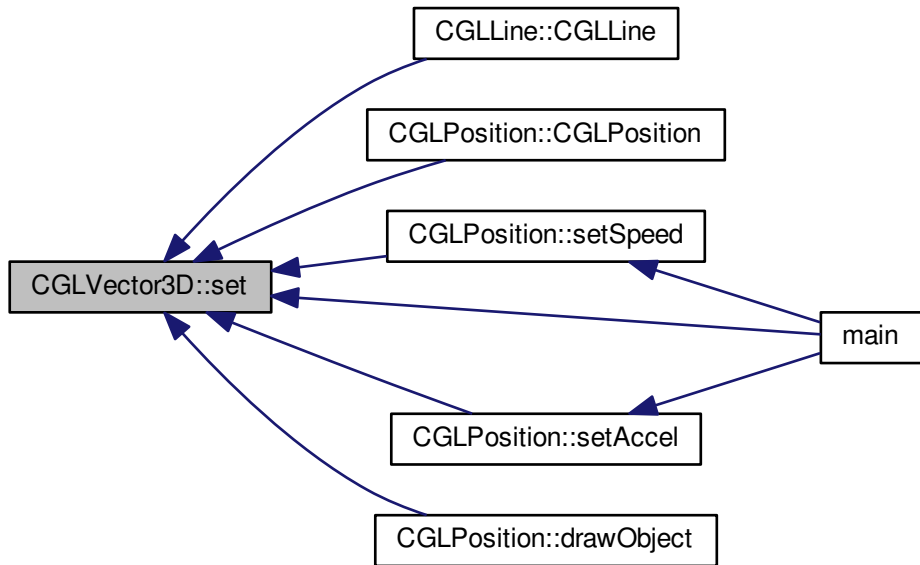 CGLLine::CGLLine
CGLPosition::CGLPosition
CGLPosition::setSpeed
CGLVector3D::set
main
CGLPosition::setAccel
CGLPosition::drawObject